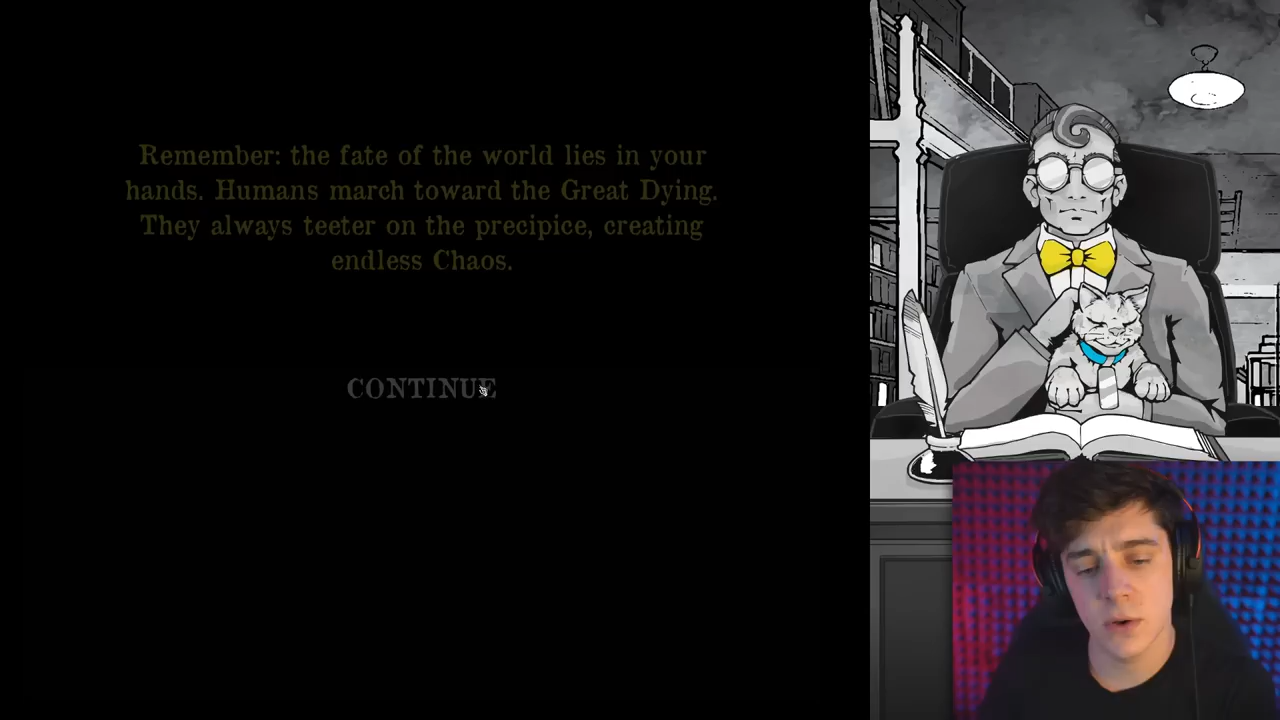 Remember: the fate of the world lies in your
hands. Humans march toward the Great Dying.
They always teeter on the precipice, creating
endless Chaos.
CONTINUE